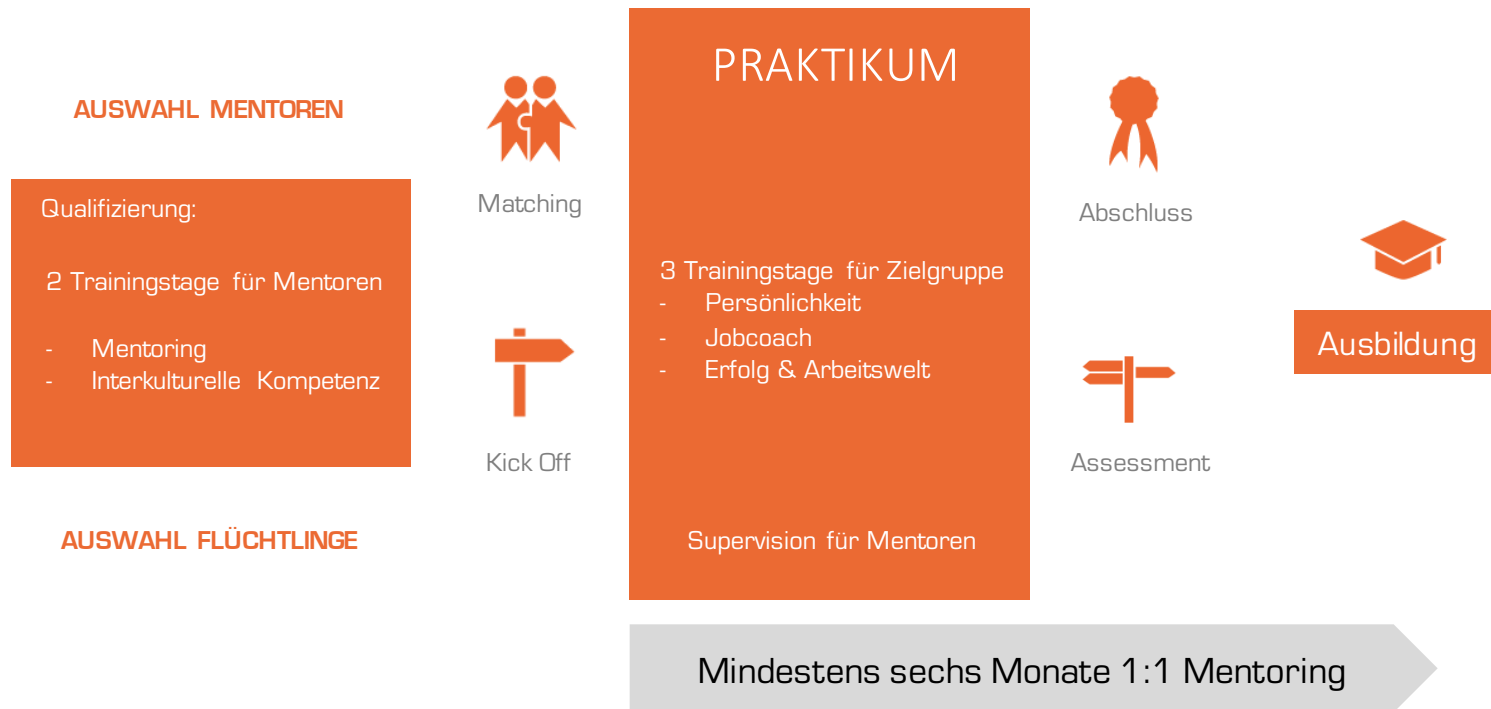 AUSWAHL MENTOREN
Qualifizierung:
2 Trainingstage für Mentoren
- Mentoring
- Interkulturelle Kompetenz
AUSWAHL FLÜCHTLINGE
Matching
Kick Off
PRAKTIKUM
3 Trainingstage für Zielgruppe
- Persönlichkeit
- Jobcoach
- Erfolg & Arbeitswelt
Supervision für Mentoren
Abschluss
Assessment
Ausbildung
Mindestens sechs Monate 1:1 Mentoring